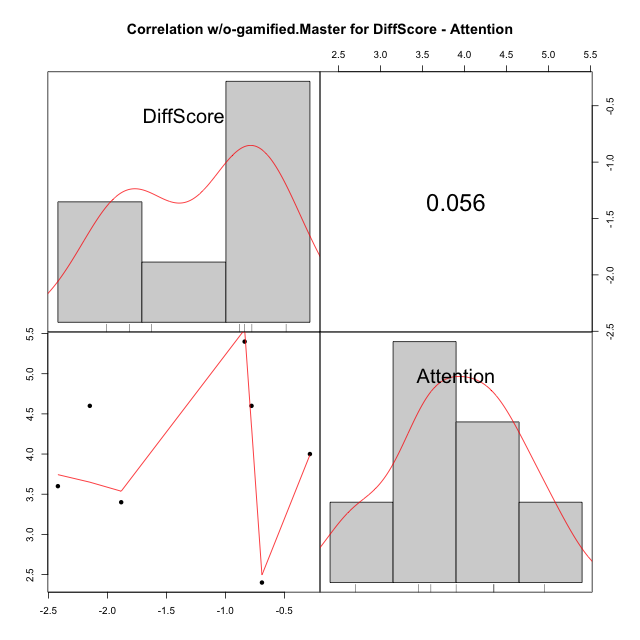 Correlation w/o-gamified.Master for DiffScore - Attention
2.5 3.0 3.5 4.0 4.5 5.0 5.5
DiffScore
0.056
-0.5
-1.0
-1.5
-2.0
-2.5
5.5
5.0
4.5
4.0
3.5
3.0
2.5
Attention
-2.5 -2.0 -1.5 -1.0 -0.5